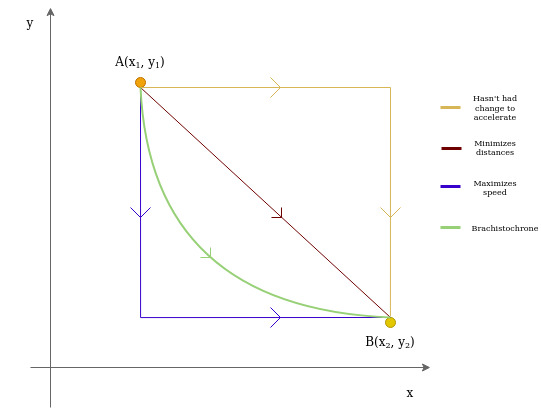 y
A(x₁, y₁)
Hasn't had
change to
accelerate
Minimizes
distances
Maximizes
speed
Brachistochrone
B(x₂, y₂)
x